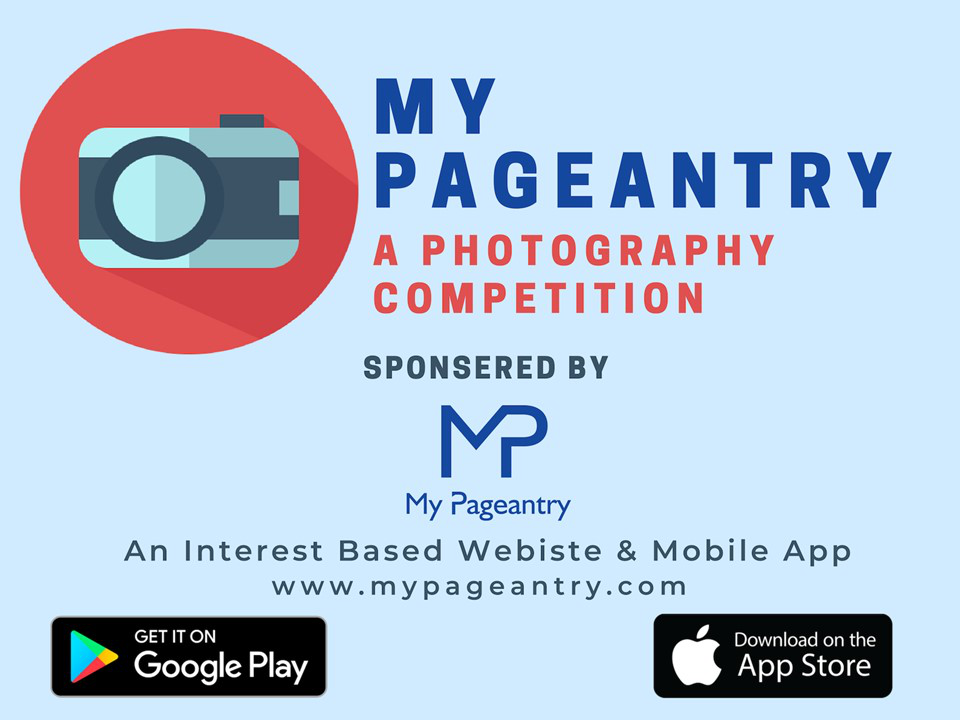 MY
PAGEANTRY
A PHOTOGRAPHY
COMPETITION
SPONSERED BY
MP
My Pageantry
An Interest Based Webiste & Mobile App
www.mypageantry.com
GET IT ON
Google Play
Download on the
App Store